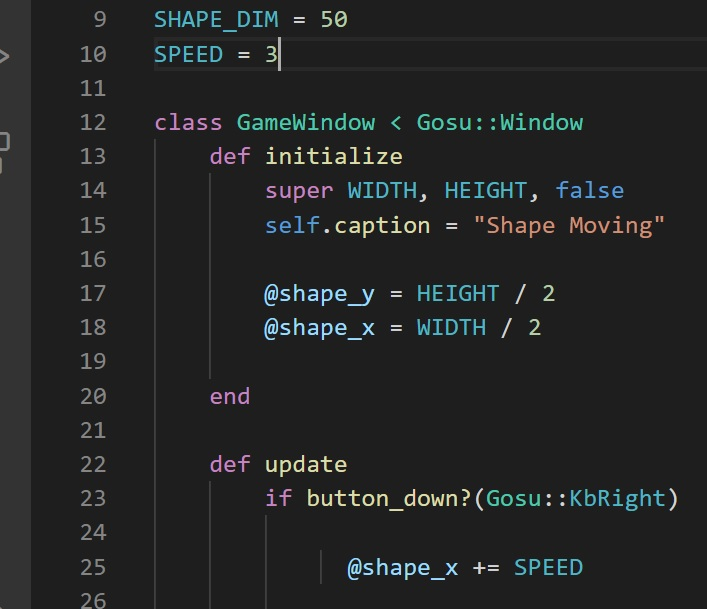 9 SHAPE_DIM = 50
10 SPEED = 3
11
12 class GameWindow < Gosu::Window
13 def initialize
14 super WIDTH, HEIGHT, false
15 self.caption = "Shape Moving"
16
17 @shape_y = HEIGHT / 2
18 @shape_x = WIDTH / 2
19
20 end
21
22 def update
23 if button_down?(Gosu::KbRight)
24
25 @shape_x += SPEED
26